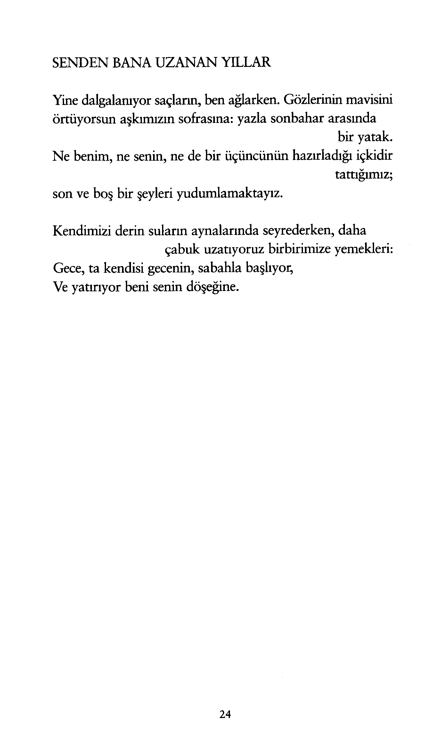 SENDEN BANA UZANAN YILLAR
Yine dalgalanıyor saçların, ben ağlarken. Gözlerinin mavisini
örtüyorsun aşkımızın sofrasına: yazla sonbahar arasında
bir yatak.
Ne benim, ne senin, ne de bir üçüncünün hazırladığı içkidir
tattığımız;
son ve boş bir şeyleri yudumlamaktayız.
Kendimizi derin suların aynalarında seyrederken, daha
çabuk uzatıyoruz birbirimize yemekleri:
Gece, ta kendisi gecenin, sabahla başlıyor,
Ve yatırıyor beni senin döşeğine.
24